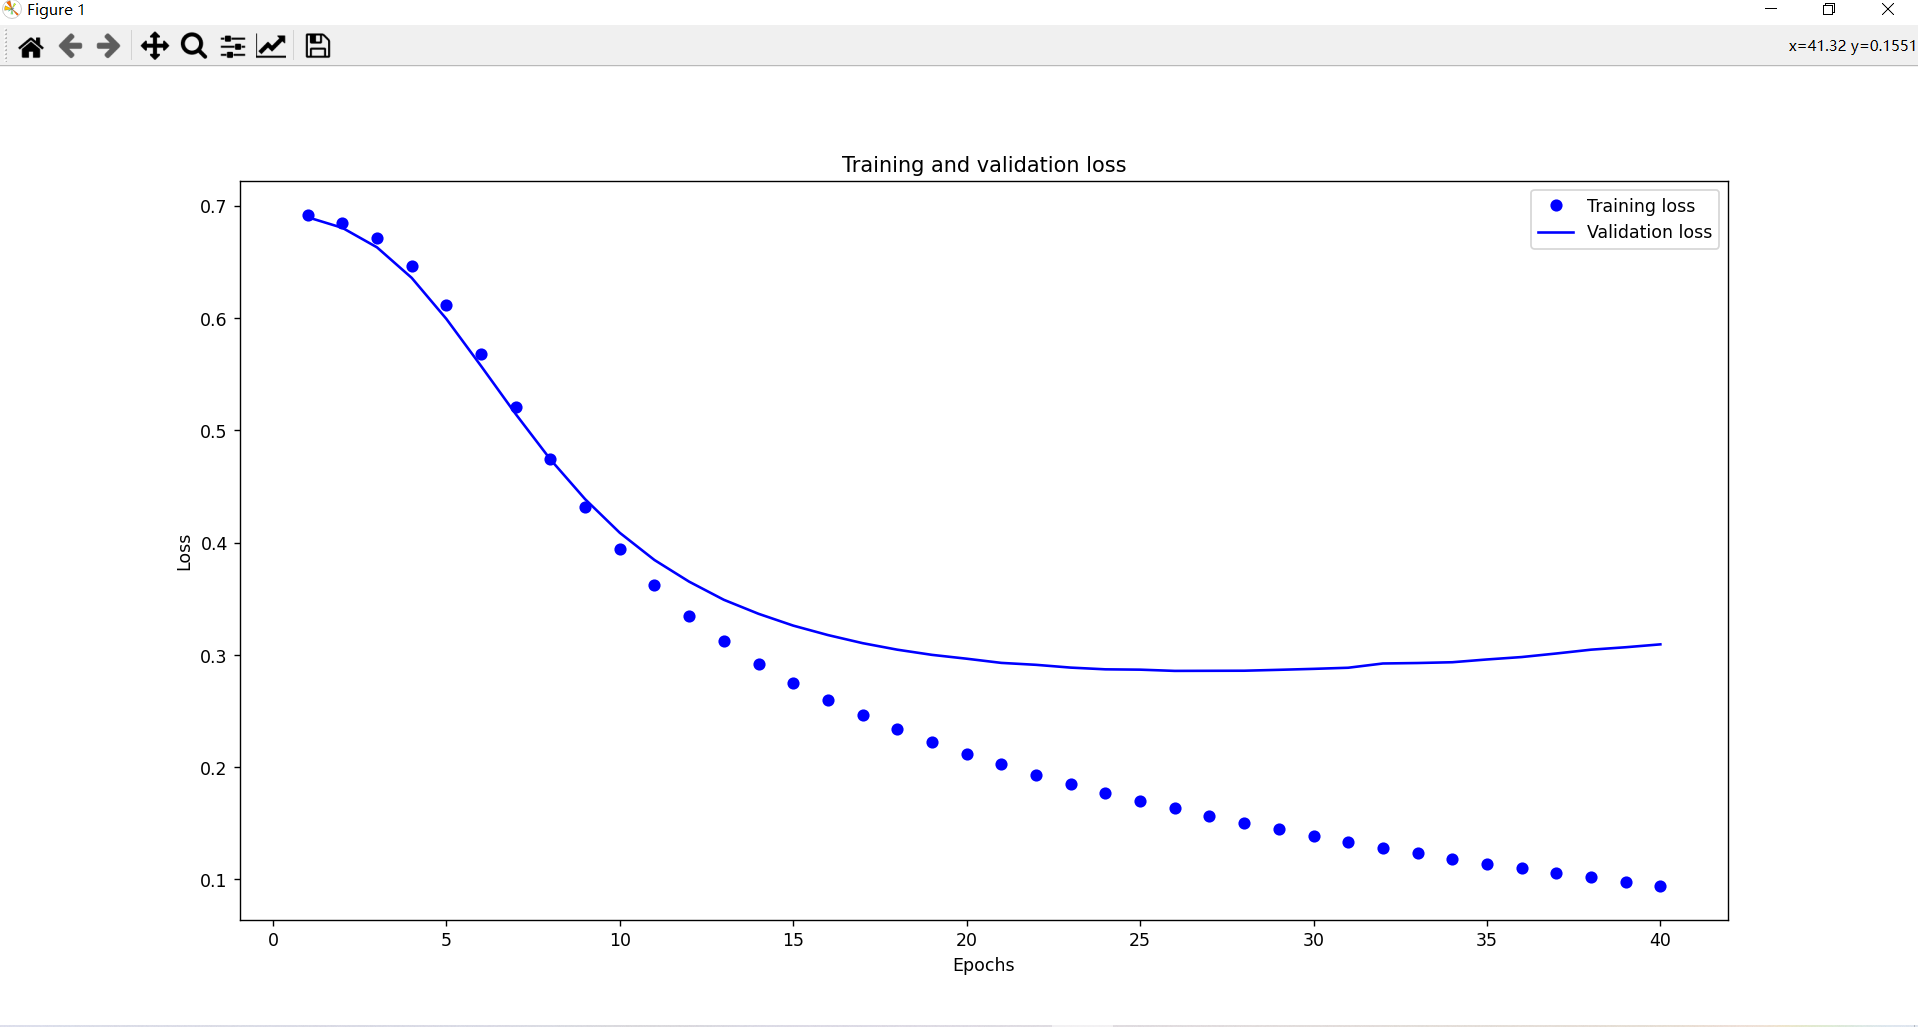 Figure 1
x=41.32 y=0.1551
Training and validation loss
Training loss
Validation loss
0.7
0.6
0.5
0.4
0.3
0.2
0.1
Loss
0 5 10 15 20 25 30 35 40
Epochs